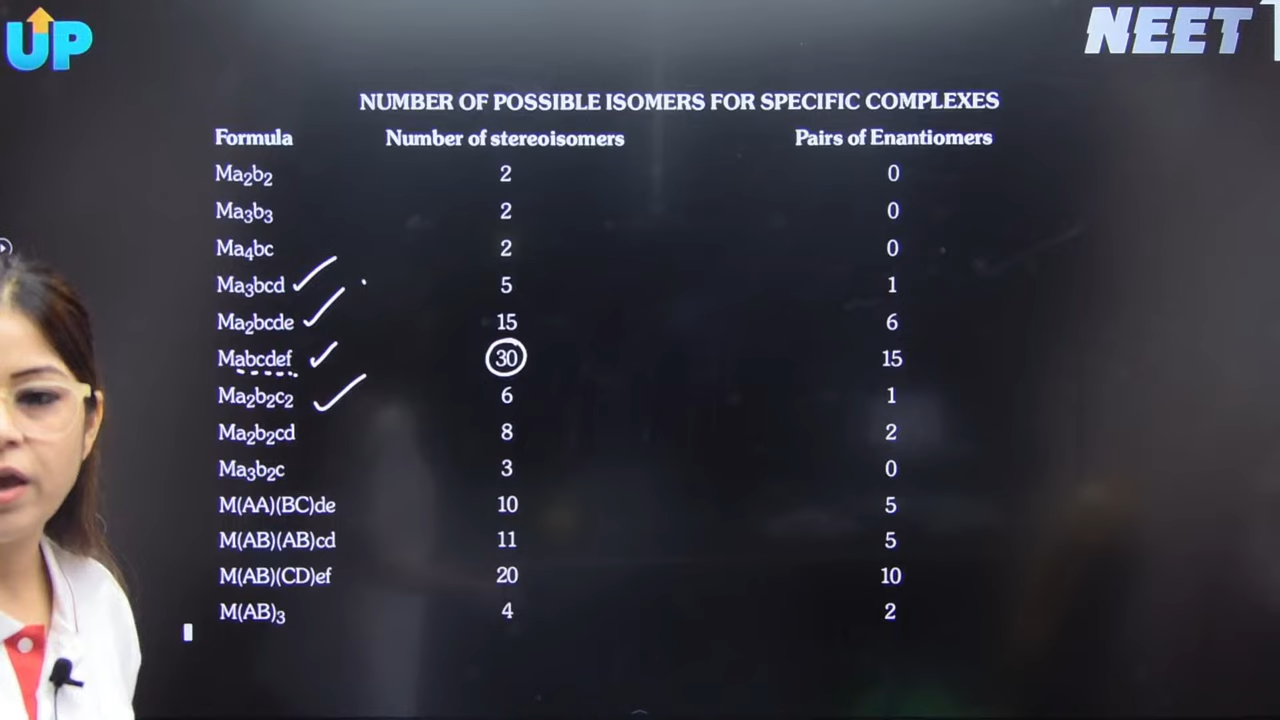 UP
NEET
NUMBER OF POSSIBLE ISOMERS FOR SPECIFIC COMPLEXES
Formula Number of stereoisomers Pairs of Enantiomers
Ma₂b₂ 2 0
Ma₃b₃ 2 0
Ma₄bc 2 0
Ma₃bcd 5 1
Ma₂bcde 15 6
Mabcdef 30 15
Ma₂b₂c₂ 6 1
Ma₂b₂cd 8 2
Ma₃b₂c 3 0
M(AA)(BC)de 10 5
M(AB)(AB)cd 11 5
M(AB)(CD)ef 20 10
M(AB)₃ 4 2